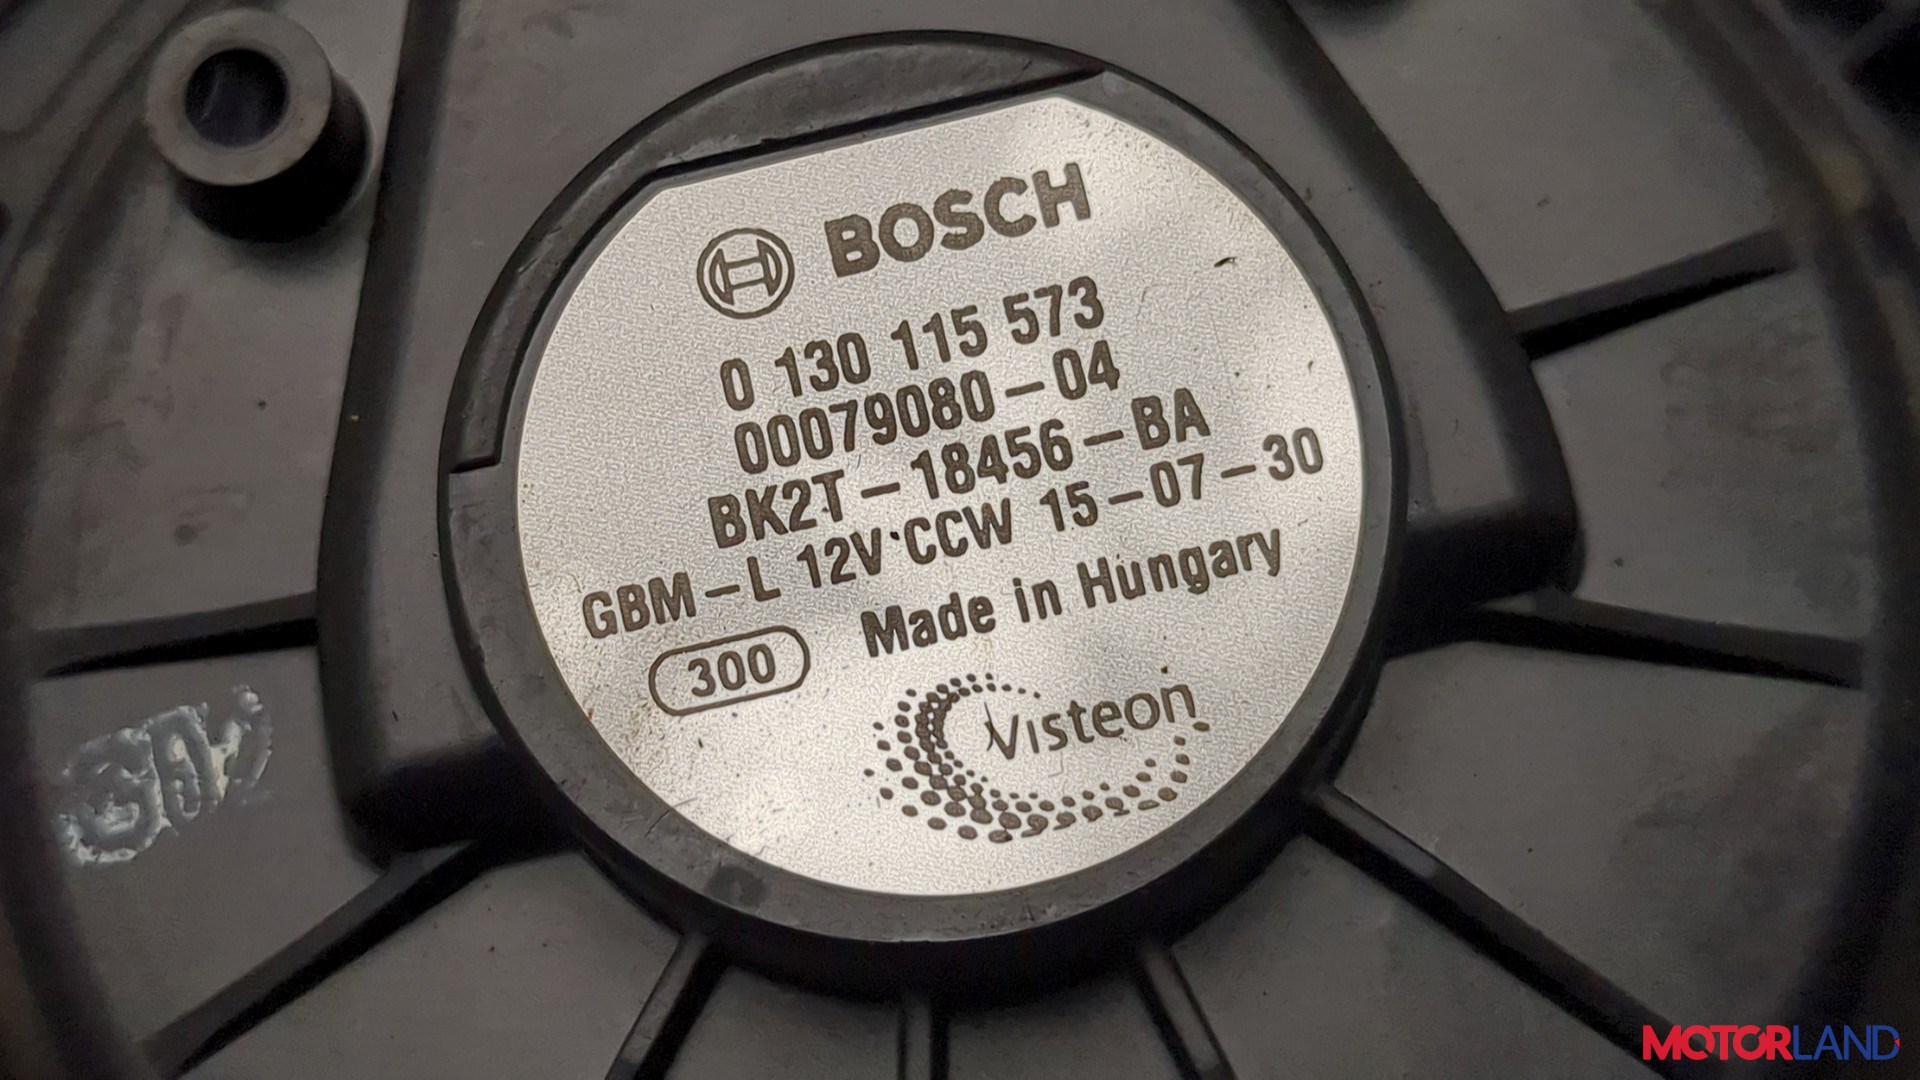 BOSCH
0 130 115 573
00079080-04
BK2T-18456-BA
GBM-L 12V CCW 15-07-30
300 Made in Hungary
Visteon
MOTORLAND